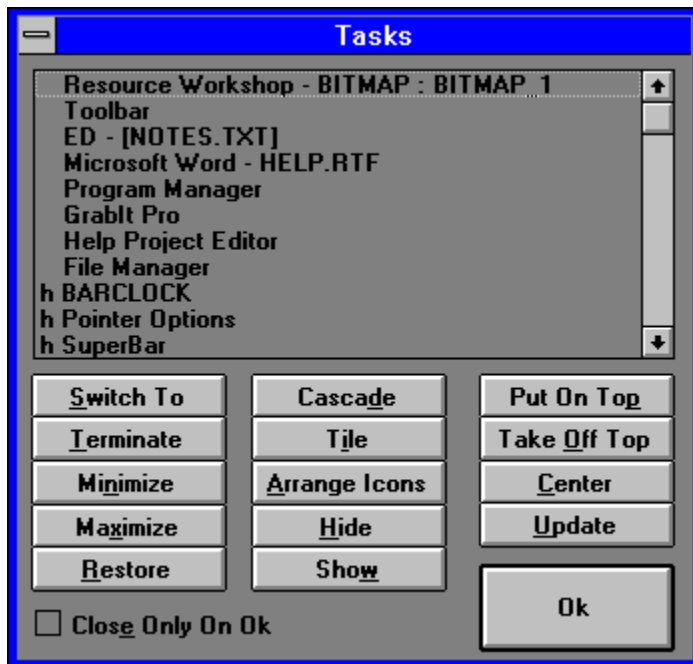 Tasks
Resource Workshop - BITMAP : BITMAP_1
Toolbar
ED - [NOTES.TXT]
Microsoft Word - HELP.RTF
Program Manager
GrabIt Pro
Help Project Editor
File Manager
h BARCLOCK
h Pointer Options
h SuperBar
Switch To Cascade Put On Top
Terminate Tile Take Off Top
Minimize Arrange Icons Center
Maximize Hide Update
Restore Show
Ok
Close Only On Ok